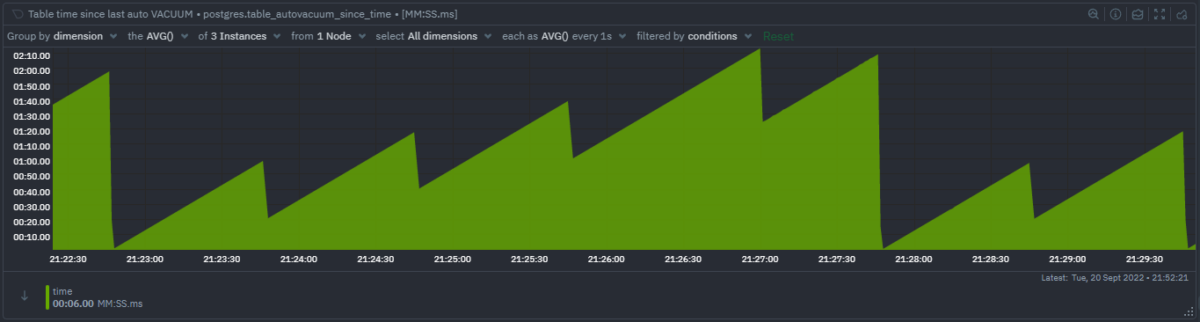 Table time since last auto VACUUM • postgres.table_autovacuum_since_time • [MM:SS.ms]
Group by dimension the AVG() of 3 Instances from 1 Node select All dimensions each as AVG() every 1s filtered by conditions Reset
02:10.00
02:00.00
01:50.00
01:40.00
01:30.00
01:20.00
01:10.00
01:00.00
00:50.00
00:40.00
00:30.00
00:20.00
00:10.00
21:22:30 21:23:00 21:23:30 21:24:00 21:24:30 21:25:00 21:25:30 21:26:00 21:26:30 21:27:00 21:27:30 21:28:00 21:28:30 21:29:00 21:29:30
Latest: Tue, 20 Sept 2022 • 21:52:21
time
00:06.00 MM:SS.ms